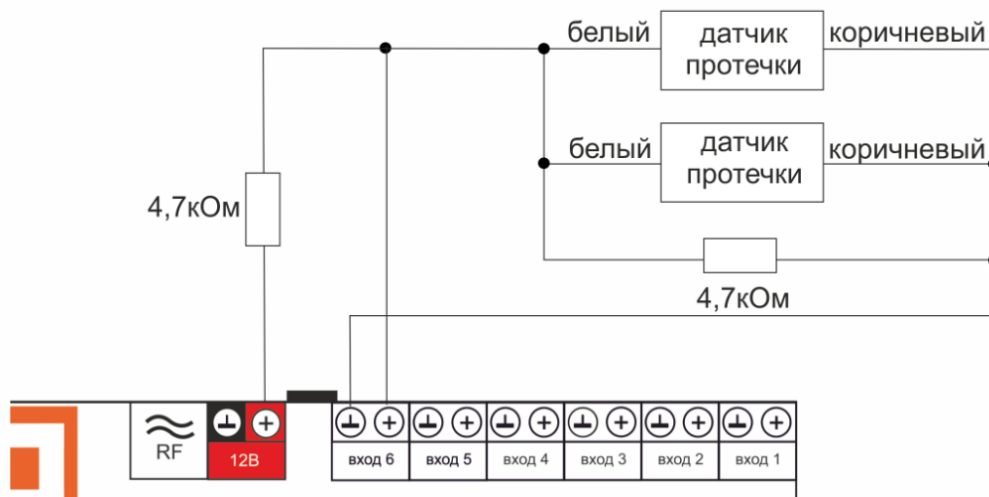 белый
датчик
протечки
коричневый
белый
датчик
протечки
коричневый
4,7кОм
4,7кОм
RF
12В
вход 6
вход 5
вход 4
вход 3
вход 2
вход 1